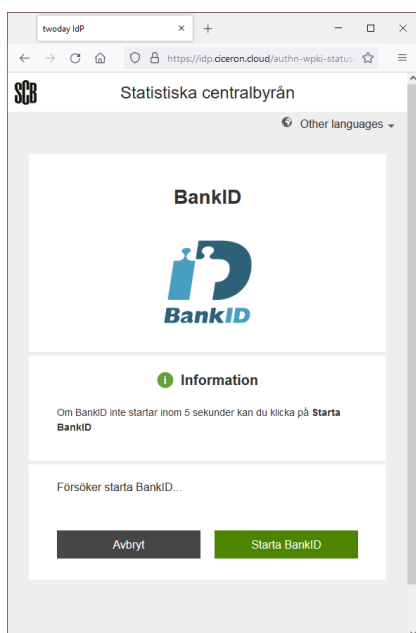 twoday IdP
https://idp.ciceron.cloud/authn-wpki-status
SCB
Statistiska centralbyrån
Other languages
BankID
BankID
Information
Om BankID inte startar inom 5 sekunder kan du klicka på Starta
BankID
Försöker starta BankID...
Avbryt
Starta BankID